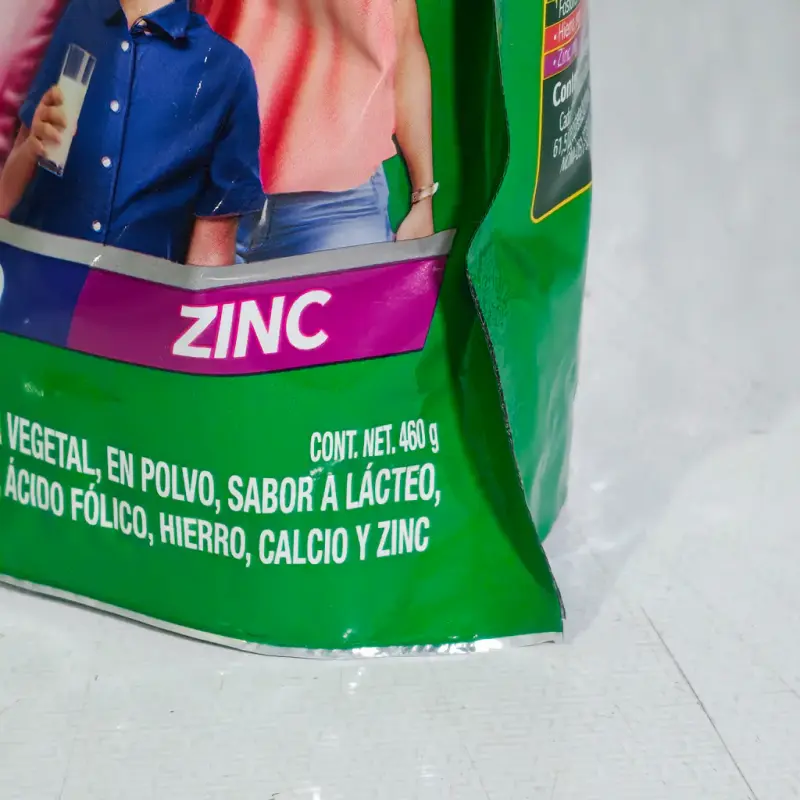 ZINC
CONT. NET. 460 g
VEGETAL, EN POLVO, SABOR A LÁCTEO,
ÁCIDO FÓLICO, HIERRO, CALCIO Y ZINC